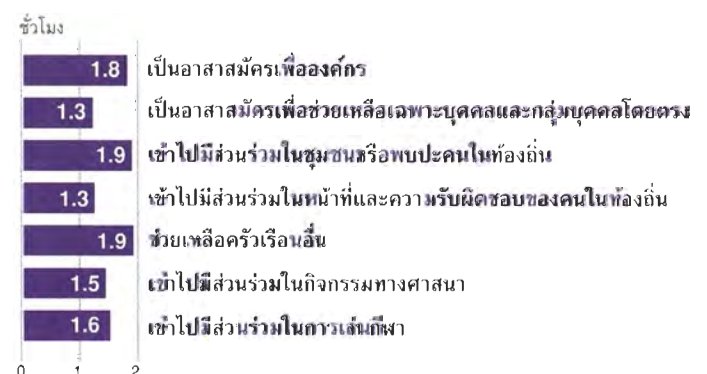 ชั่วโมง
1.8 เป็นอาสาสมัครเพื่อองค์กร
1.3 เป็นอาสาสมัครเพื่อช่วยเหลือเฉพาะบุคคลและกลุ่มบุคคลโดยตรง
1.9 เข้าไปมีส่วนร่วมในชุมชนหรือพบปะคนในท้องถิ่น
1.3 เข้าไปมีส่วนร่วมในหน้าที่และความรับผิดชอบของคนในท้องถิ่น
1.9 ช่วยเหลือครัวเรือนอื่น
1.5 เข้าไปมีส่วนร่วมในกิจกรรมทางศาสนา
1.6 เข้าไปมีส่วนร่วมในการเล่นกีฬา
0 1 2